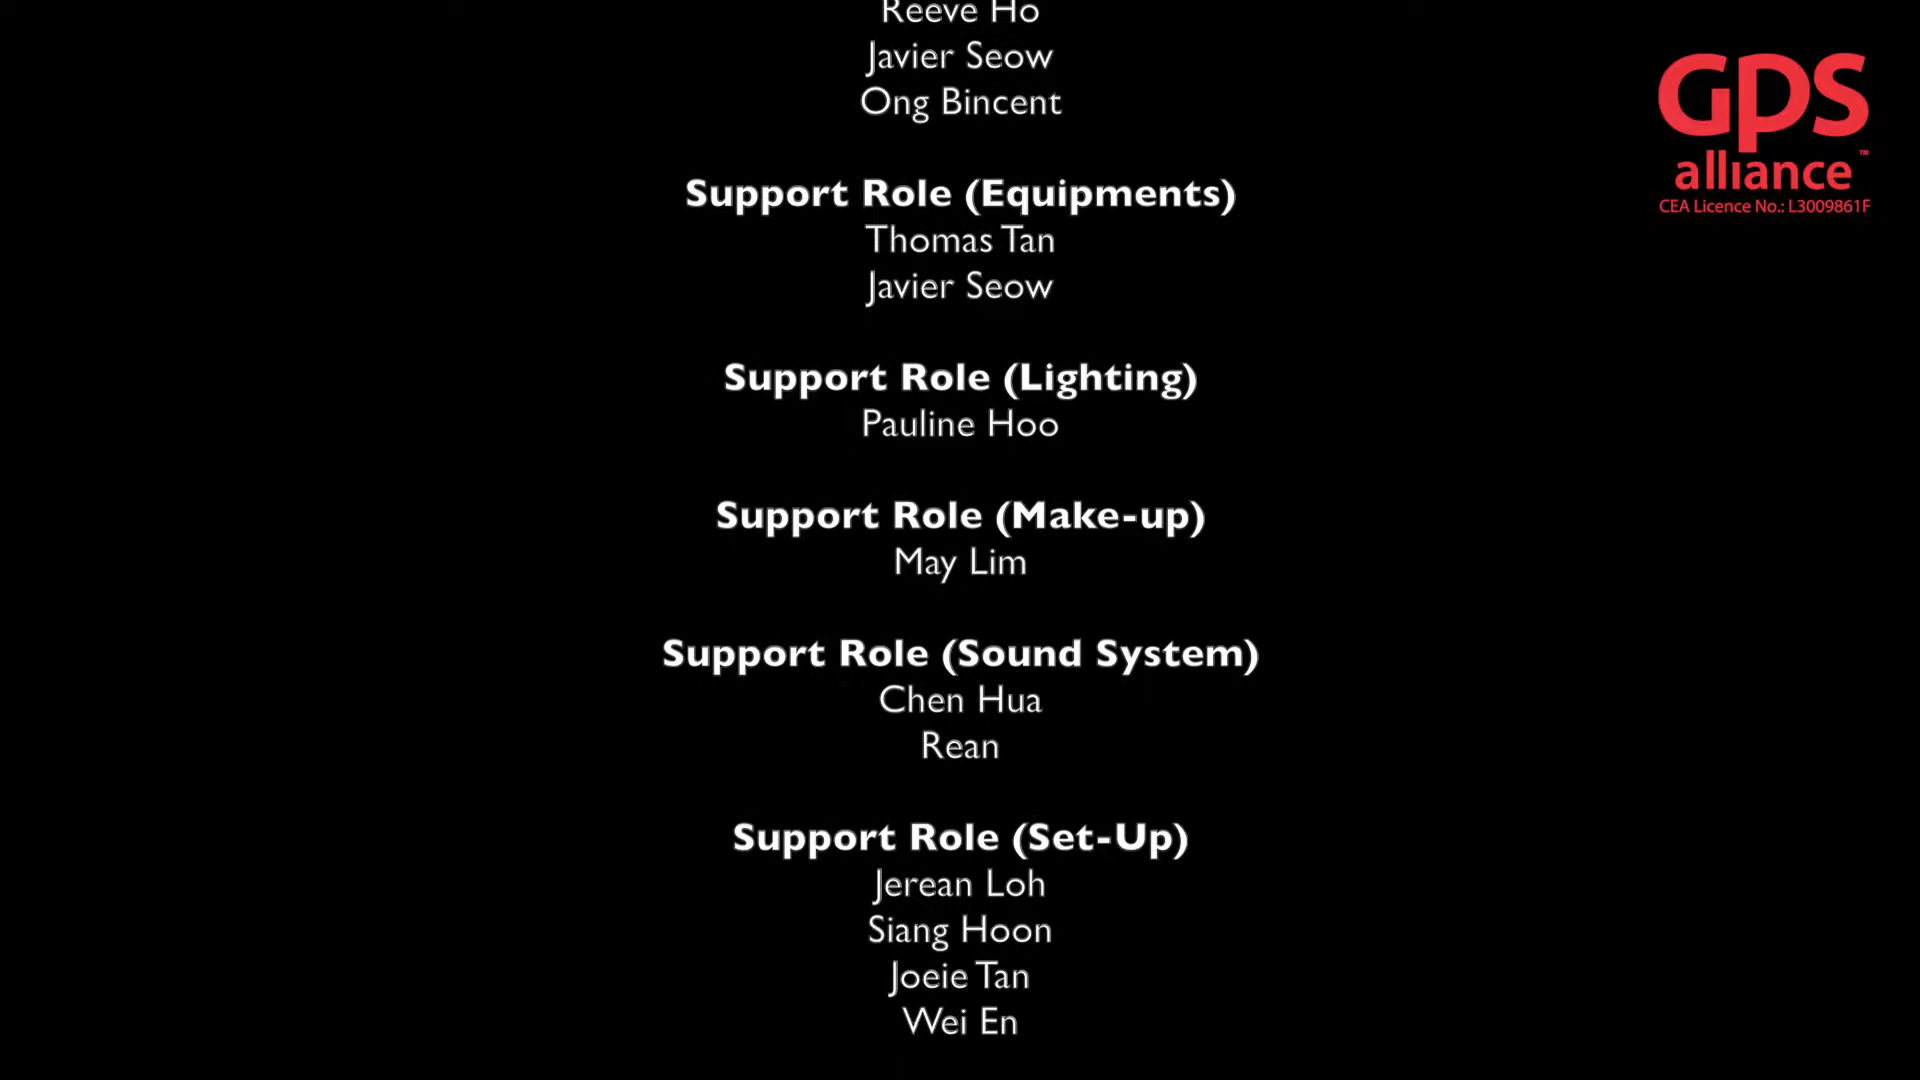 Reeve Ho
Javier Seow
Ong Bincent
Support Role (Equipments)
Thomas Tan
Javier Seow
Support Role (Lighting)
Pauline Hoo
Support Role (Make-up)
May Lim
Support Role (Sound System)
Chen Hua
Rean
Support Role (Set-Up)
Jerean Loh
Siang Hoon
Joeie Tan
Wei En
GPS
alliance™
CEA Licence No.: L3009861F